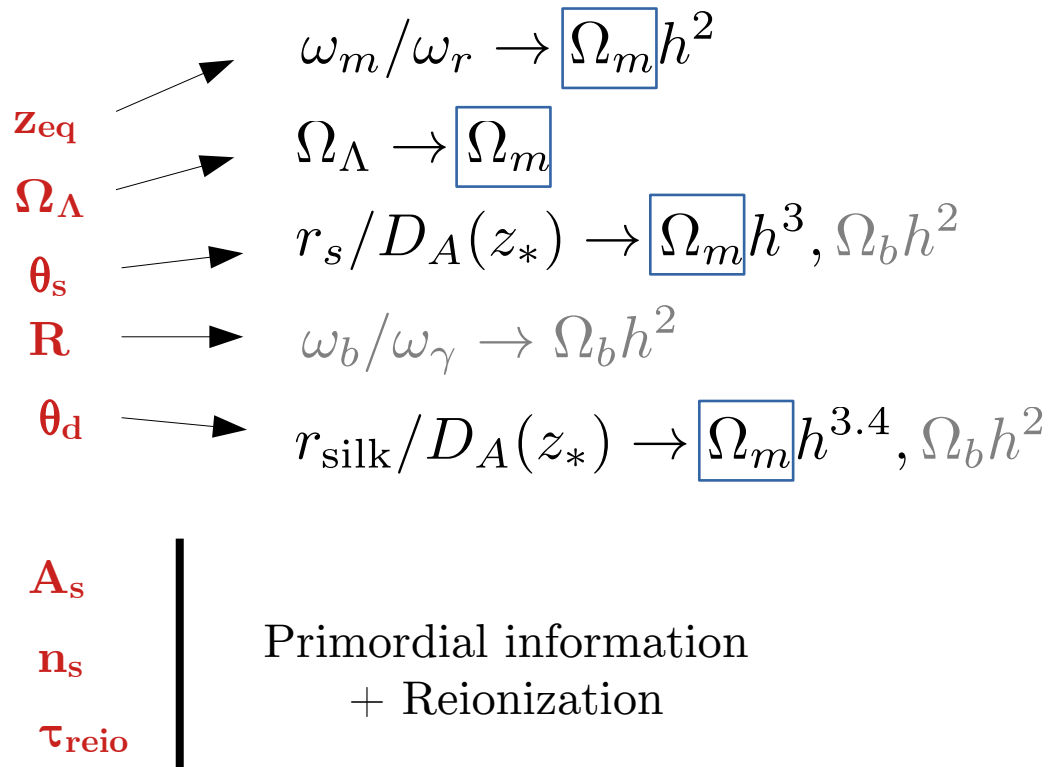 z_eq → ω_m/ω_r → Ω_m h^2
Ω_Λ → Ω_Λ → Ω_m
θ_s → r_s/D_A(z_*) → Ω_m h^3, Ω_b h^2
R → ω_b/ω_γ → Ω_b h^2
θ_d → r_silk/D_A(z_*) → Ω_m h^3.4, Ω_b h^2
A_s
n_s
τ_reio
Primordial information
+ Reionization